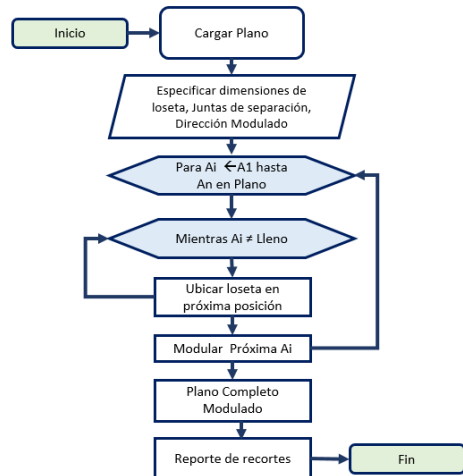 Inicio
Cargar Plano
Especificar dimensiones de
loseta, Juntas de separación,
Dirección Modulado
Para Ai ←A1 hasta
An en Plano
Mientras Ai ≠ Lleno
Ubicar loseta en
próxima posición
Modular Próxima Ai
Plano Completo
Modulado
Reporte de recortes
Fin